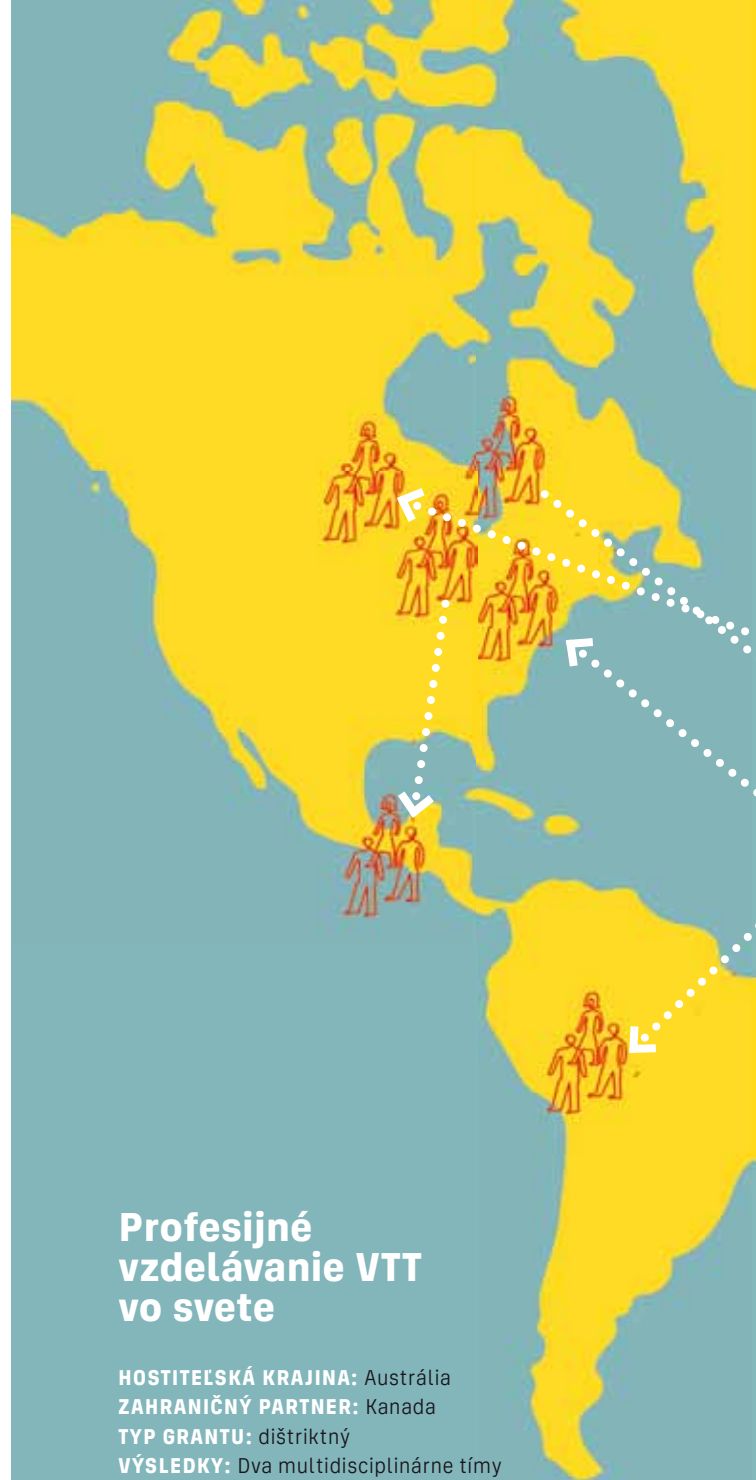 Profesijné
vzdelávanie VTT
vo svete
HOSTITEĽSKÁ KRAJINA: Austrália
ZAHRANIČNÝ PARTNER: Kanada
TYP GRANTU: dištriktný
VÝSLEDKY: Dva multidisciplinárne tímy